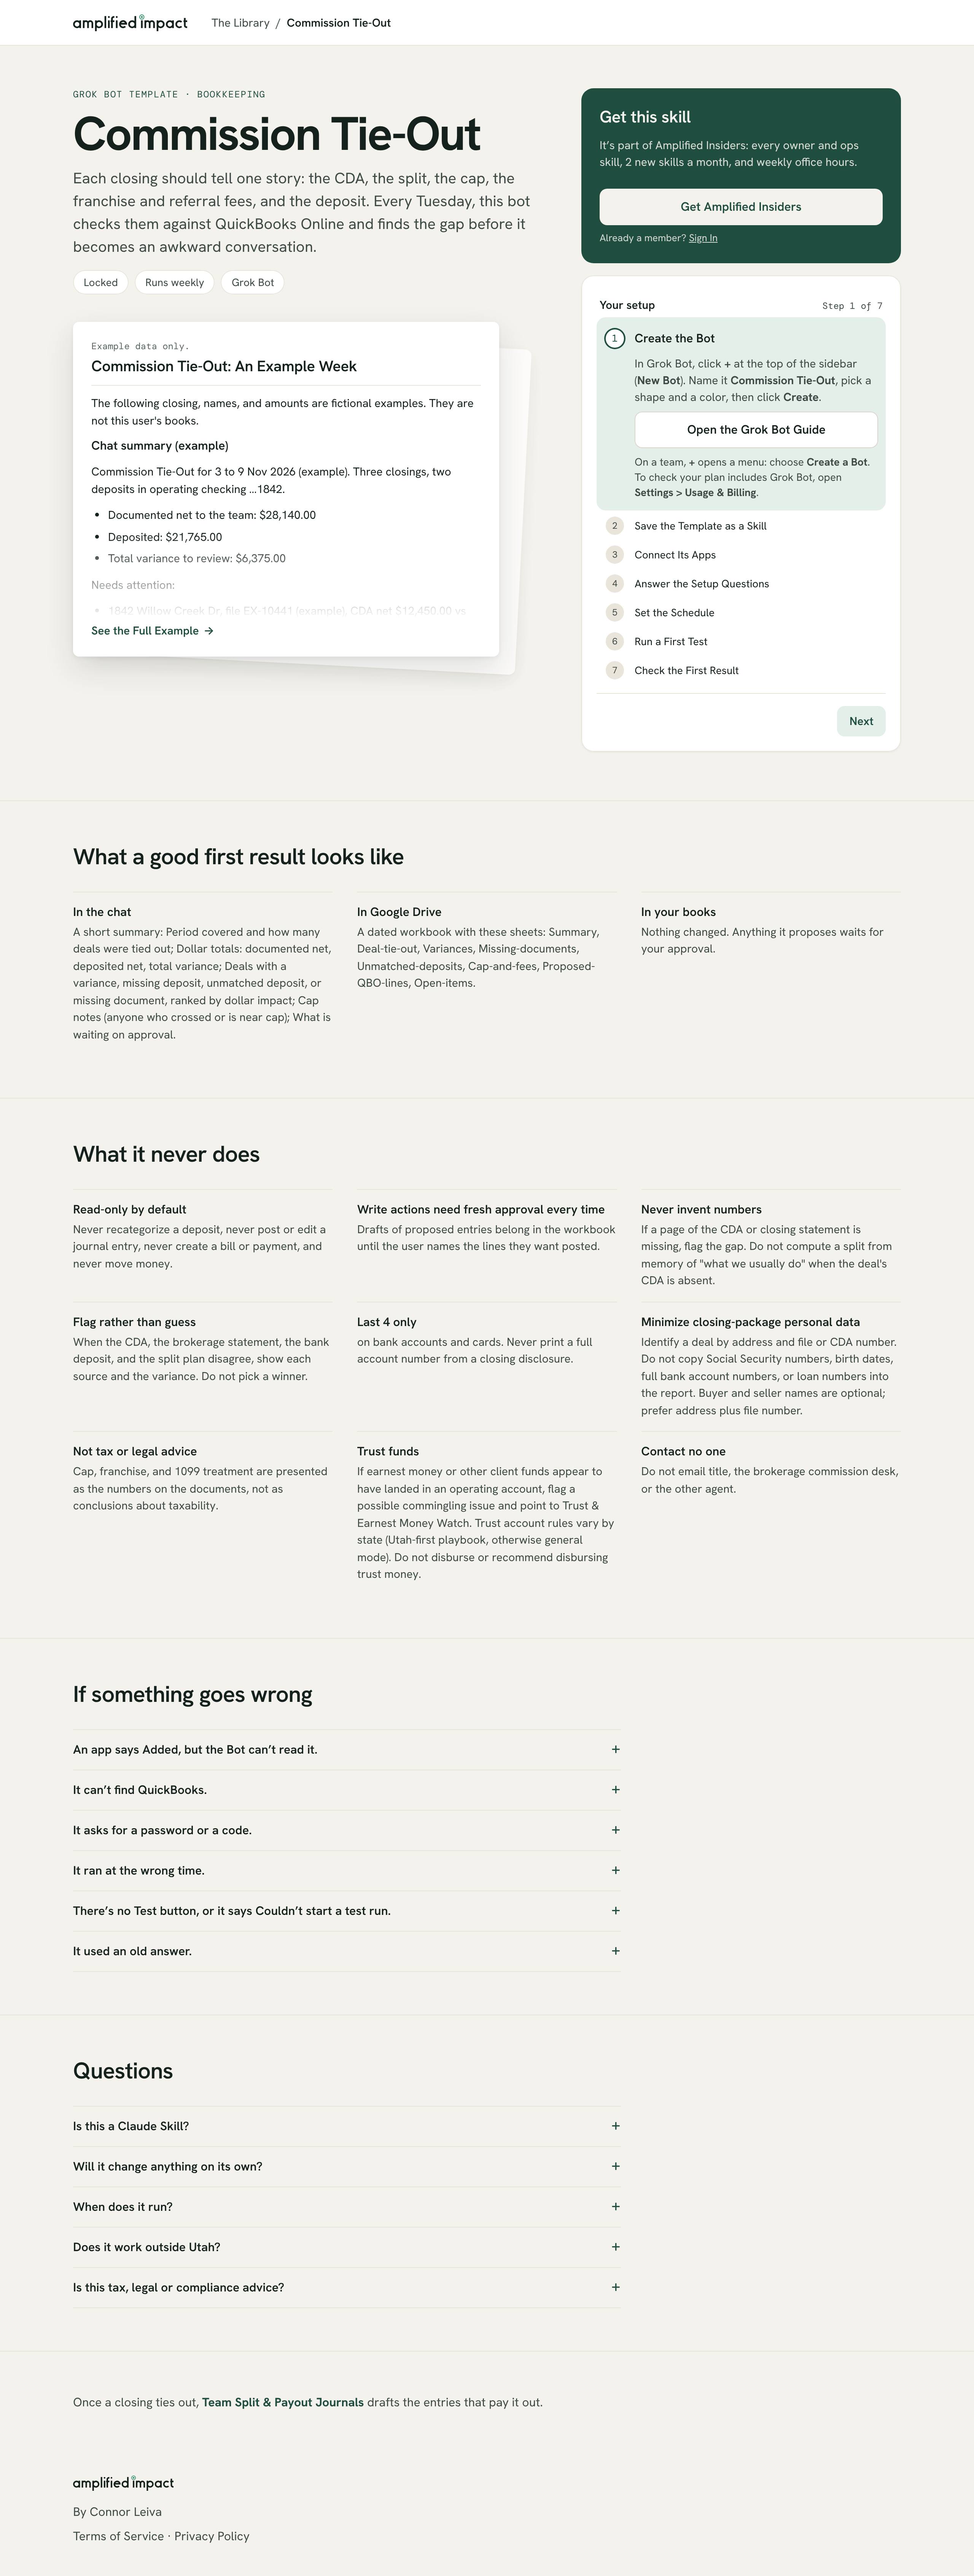 amplified impact
The Library / Commission Tie-Out
GROK BOT TEMPLATE · BOOKKEEPING
Commission Tie-Out
Each closing should tell one story: the CDA, the split, the cap, the
franchise and referral fees, and the deposit. Every Tuesday, this bot
checks them against QuickBooks Online and finds the gap before it
becomes an awkward conversation.
Locked
Runs weekly
Grok Bot
Example data only.
Commission Tie-Out: An Example Week
The following closing, names, and amounts are fictional examples. They are
not this user's books.
Chat summary (example)
Commission Tie-Out for 3 to 9 Nov 2026 (example). Three closings, two
deposits in operating checking …1842.
• Documented net to the team: $28,140.00
• Deposited: $21,765.00
• Total variance to review: $6,375.00
Needs attention:
• 1842 Willow Creek Dr, file EX-10441 (example), CDA net $12,450.00 vs
See the Full Example →
Get this skill
It’s part of Amplified Insiders: every owner and ops
skill, 2 new skills a month, and weekly office hours.
Get Amplified Insiders
Already a member? Sign In
Your setup
Step 1 of 7
1 Create the Bot
In Grok Bot, click + at the top of the sidebar
(New Bot). Name it Commission Tie-Out, pick a
shape and a color, then click Create.
Open the Grok Bot Guide
On a team, + opens a menu: choose Create a Bot.
To check your plan includes Grok Bot, open
Settings > Usage & Billing.
2 Save the Template as a Skill
3 Connect Its Apps
4 Answer the Setup Questions
5 Set the Schedule
6 Run a First Test
7 Check the First Result
Next
What a good first result looks like
In the chat
A short summary: Period covered and how many
deals were tied out; Dollar totals: documented net,
deposited net, total variance; Deals with a
variance, missing deposit, unmatched deposit, or
missing document, ranked by dollar impact; Cap
notes (anyone who crossed or is near cap); What is
waiting on approval.
In Google Drive
A dated workbook with these sheets: Summary,
Deal-tie-out, Variances, Missing-documents,
Unmatched-deposits, Cap-and-fees, Proposed-
QBO-lines, Open-items.
In your books
Nothing changed. Anything it proposes waits for
your approval.
What it never does
Read-only by default
Never recategorize a deposit, never post or edit a
journal entry, never create a bill or payment, and
never move money.
Write actions need fresh approval every time
Drafts of proposed entries belong in the workbook
until the user names the lines they want posted.
Never invent numbers
If a page of the CDA or closing statement is
missing, flag the gap. Do not compute a split from
memory of "what we usually do" when the deal's
CDA is absent.
Flag rather than guess
When the CDA, the brokerage statement, the bank
deposit, and the split plan disagree, show each
source and the variance. Do not pick a winner.
Last 4 only
on bank accounts and cards. Never print a full
account number from a closing disclosure.
Minimize closing-package personal data
Identify a deal by address and file or CDA number.
Do not copy Social Security numbers, birth dates,
full bank account numbers, or loan numbers into
the report. Buyer and seller names are optional;
prefer address plus file number.
Not tax or legal advice
Cap, franchise, and 1099 treatment are presented
as the numbers on the documents, not as
conclusions about taxability.
Trust funds
If earnest money or other client funds appear to
have landed in an operating account, flag a
possible commingling issue and point to Trust &
Earnest Money Watch. Trust account rules vary by
state (Utah-first playbook, otherwise general
mode). Do not disburse or recommend disbursing
trust money.
Contact no one
Do not email title, the brokerage commission desk,
or the other agent.
If something goes wrong
An app says Added, but the Bot can’t read it. +
It can’t find QuickBooks. +
It asks for a password or a code. +
It ran at the wrong time. +
There’s no Test button, or it says Couldn’t start a test run. +
It used an old answer. +
Questions
Is this a Claude Skill? +
Will it change anything on its own? +
When does it run? +
Does it work outside Utah? +
Is this tax, legal or compliance advice? +
Once a closing ties out, Team Split & Payout Journals drafts the entries that pay it out.
amplified impact
By Connor Leiva
Terms of Service · Privacy Policy